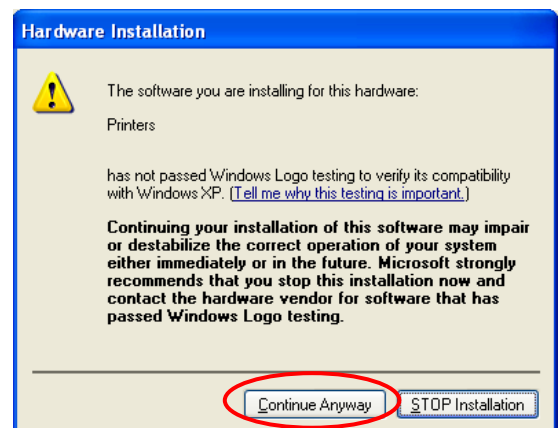 Hardware Installation
The software you are installing for this hardware:
Printers
has not passed Windows Logo testing to verify its compatibility
with Windows XP. (Tell me why this testing is important.)
Continuing your installation of this software may impair
or destabilize the correct operation of your system
either immediately or in the future. Microsoft strongly
recommends that you stop this installation now and
contact the hardware vendor for software that has
passed Windows Logo testing.
Continue Anyway STOP Installation